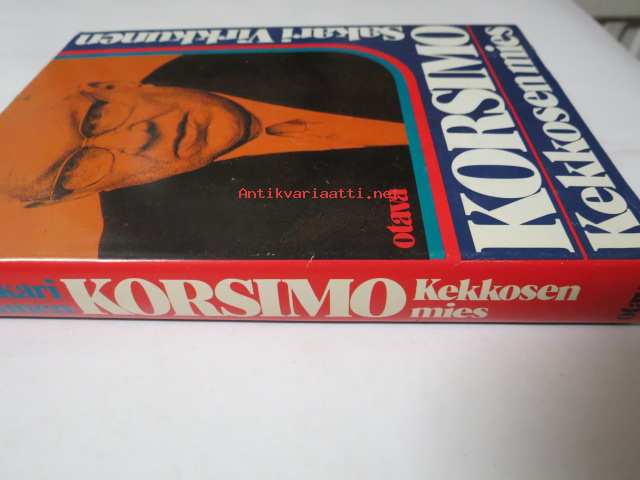 Sakari Virkkunen
KORSIMO
Kekkosen mies
otava
Antikvariaatti.net
KORSIMO
Kekkosen
mies